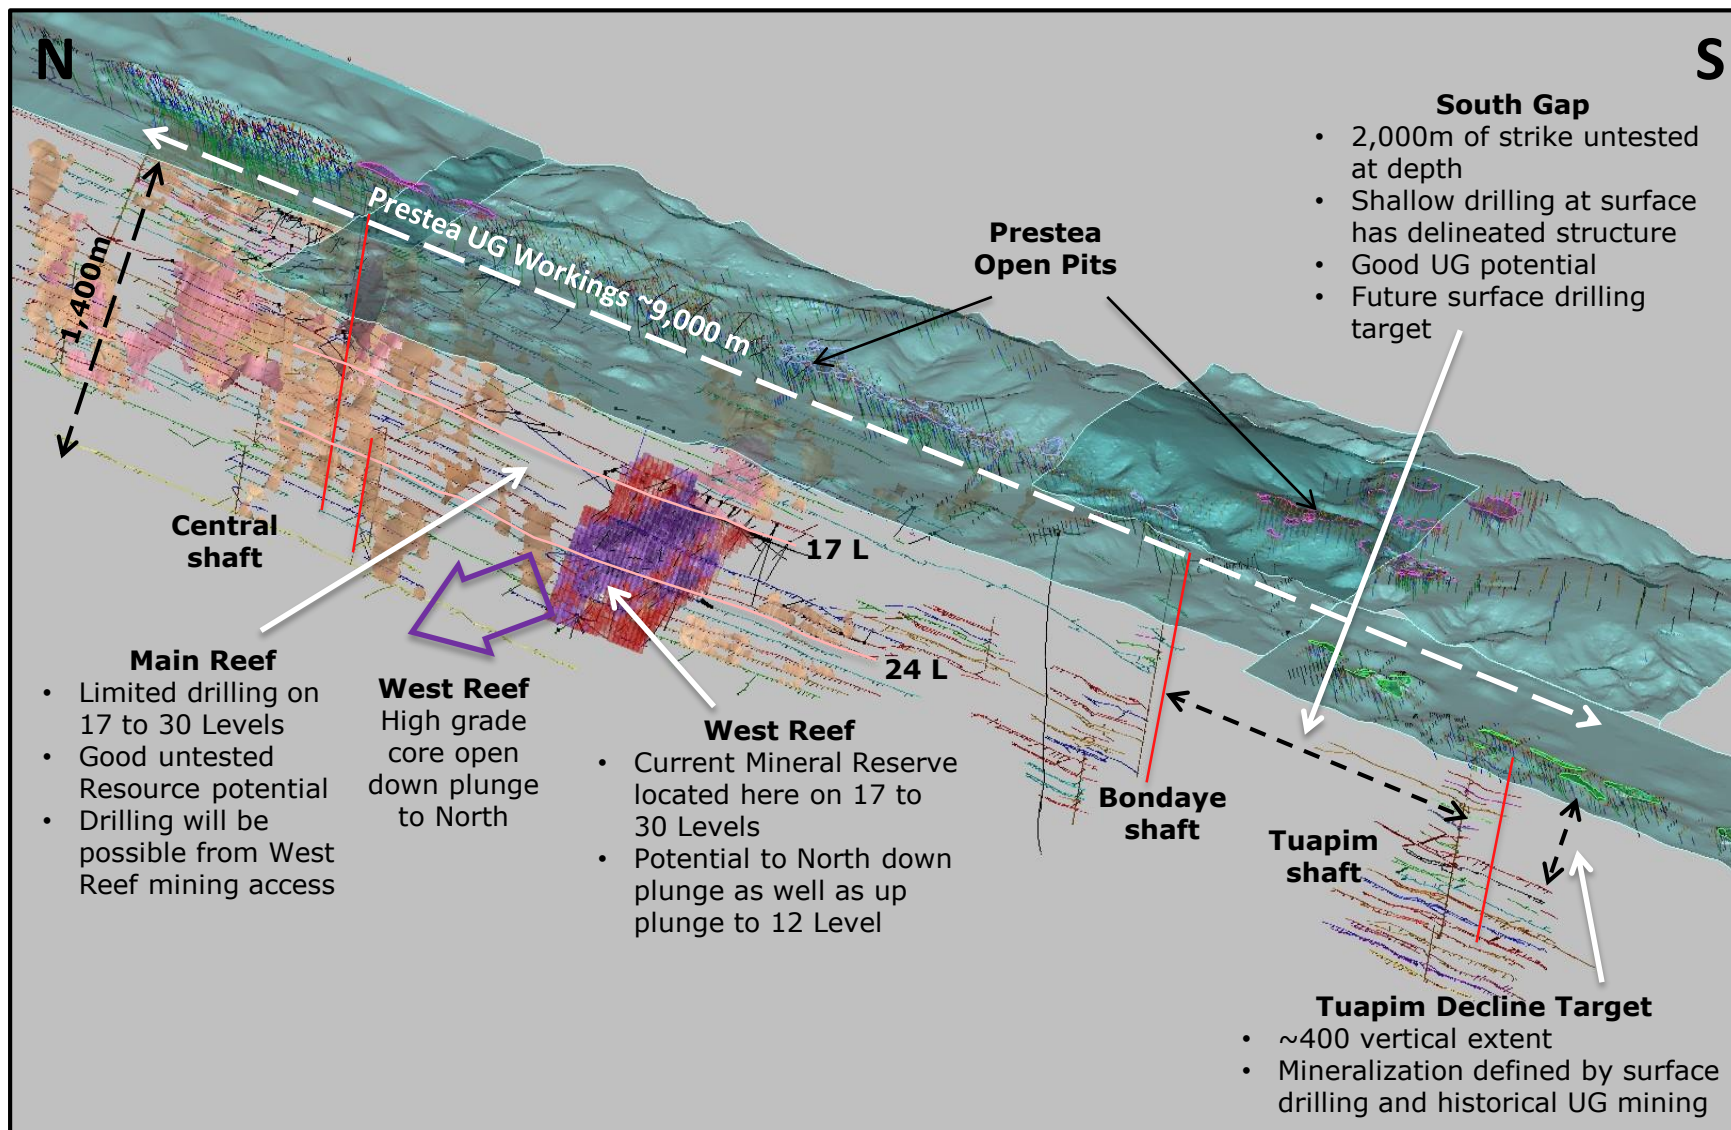 N
S
South Gap
• 2,000m of strike untested
at depth
• Shallow drilling at surface
has delineated structure
• Good UG potential
• Future surface drilling
target
Prestea
Open Pits
Prestea UG Workings ~9,000 m
1,400m
Central
shaft
17 L
24 L
Main Reef
• Limited drilling on
17 to 30 Levels
• Good untested
Resource potential
• Drilling will be
possible from West
Reef mining access
West Reef
High grade
core open
down plunge
to North
West Reef
• Current Mineral Reserve
located here on 17 to
30 Levels
• Potential to North down
plunge as well as up
plunge to 12 Level
Bondaye
shaft
Tuapim
shaft
Tuapim Decline Target
• ~400 vertical extent
• Mineralization defined by surface
drilling and historical UG mining